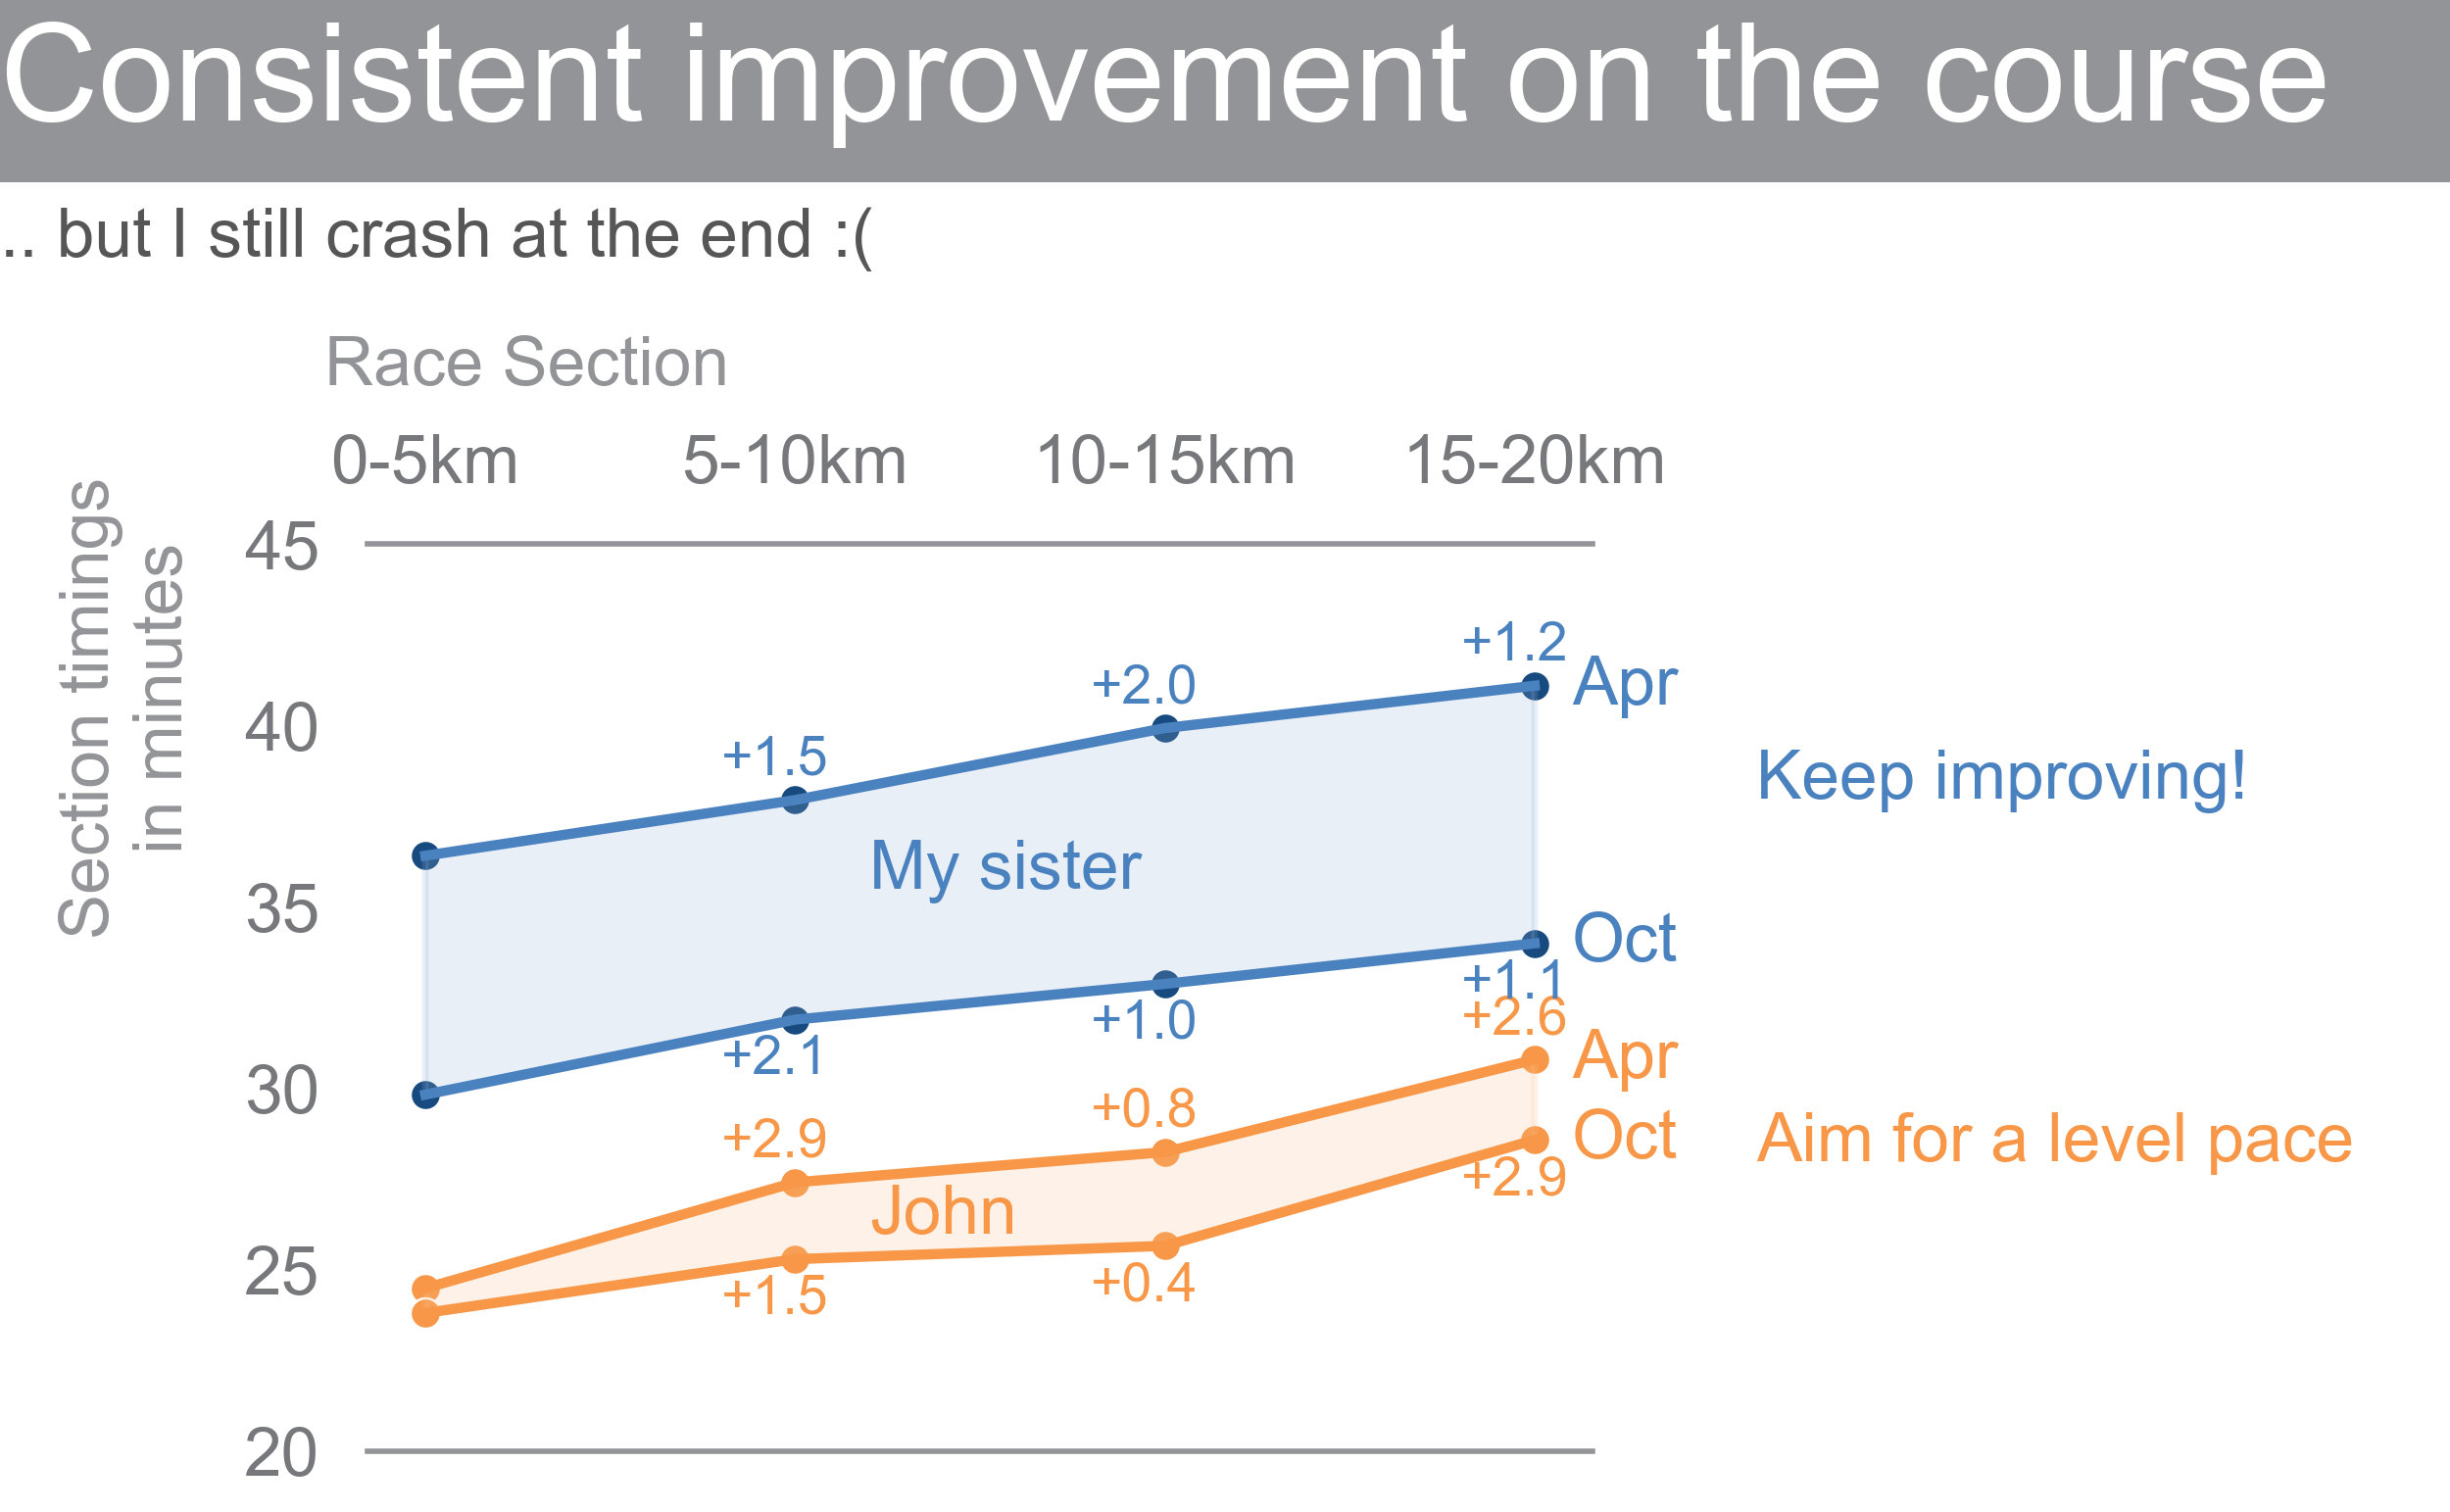 Consistent improvement on the course
.. but I still crash at the end :(
Race Section
0-5km 5-10km 10-15km 15-20km
Section timings
in minutes
45
40
35
30
25
20
+1.5
+2.0
+1.2
Apr
Keep improving!
My sister
Oct
+2.1
+1.0
+1.1
+2.6
Apr
+2.9
+0.8
Oct
Aim for a level pace
John
+1.5
+0.4
+2.9